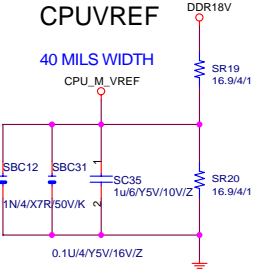 CPUVREF
DDR18V
40 MILS WIDTH
CPU_M_VREF
SR19
16.9/4/1
SBC12
SBC31
1
SC35
1u/6/Y5V/10V/Z
2
SR20
16.9/4/1
1N/4/X7R/50V/K
0.1U/4/Y5V/16V/Z